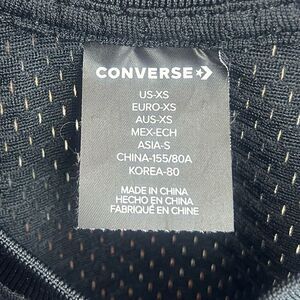 CONVERSE
US-XS
EURO-XS
AUS-XS
MEX-ECH
ASIA-S
CHINA-155/80A
KOREA-80
MADE IN CHINA
HECHO EN CHINA
FABRIQUÉ EN CHINE